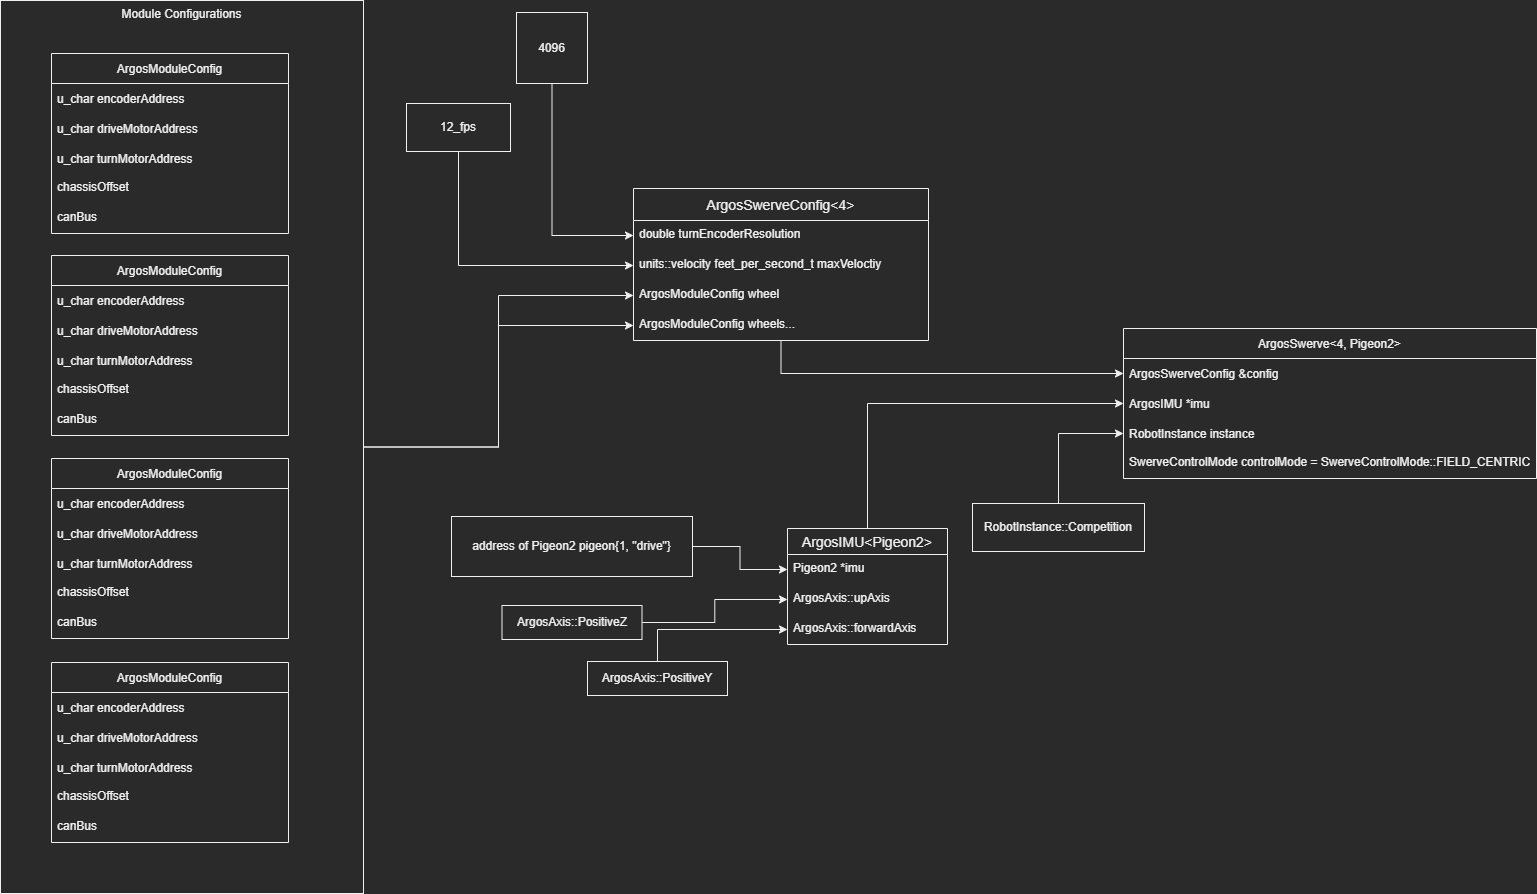 Module Configurations
ArgosModuleConfig
u_char encoderAddress
u_char driveMotorAddress
u_char turnMotorAddress
chassisOffset
canBus
ArgosModuleConfig
u_char encoderAddress
u_char driveMotorAddress
u_char turnMotorAddress
chassisOffset
canBus
ArgosModuleConfig
u_char encoderAddress
u_char driveMotorAddress
u_char turnMotorAddress
chassisOffset
canBus
ArgosModuleConfig
u_char encoderAddress
u_char driveMotorAddress
u_char turnMotorAddress
chassisOffset
canBus
4096
12_fps
ArgosSwerveConfig<4>
double turnEncoderResolution
units::velocity feet_per_second_t maxVeloctiy
ArgosModuleConfig wheel
ArgosModuleConfig wheels...
ArgosSwerve<4, Pigeon2>
ArgosSwerveConfig &config
ArgosIMU *imu
RobotInstance instance
SwerveControlMode controlMode = SwerveControlMode::FIELD_CENTRIC
RobotInstance::Competition
address of Pigeon2 pigeon{1, "drive"}
ArgosIMU<Pigeon2>
Pigeon2 *imu
ArgosAxis::upAxis
ArgosAxis::forwardAxis
ArgosAxis::PositiveZ
ArgosAxis::PositiveY